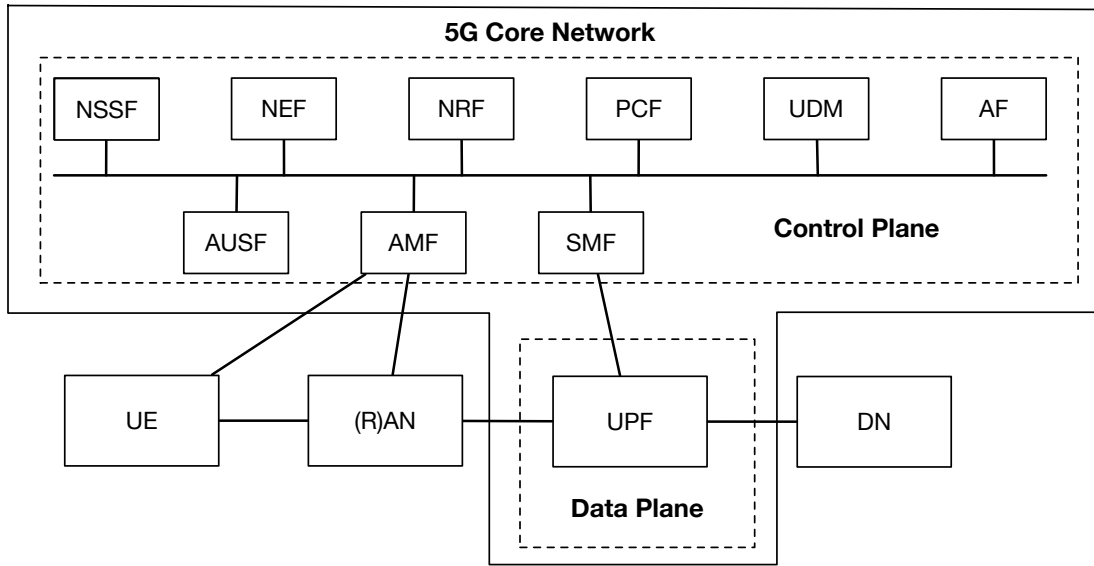 5G Core Network
NSSF NEF NRF PCF UDM AF
AUSF AMF SMF Control Plane
UE (R)AN UPF DN
Data Plane